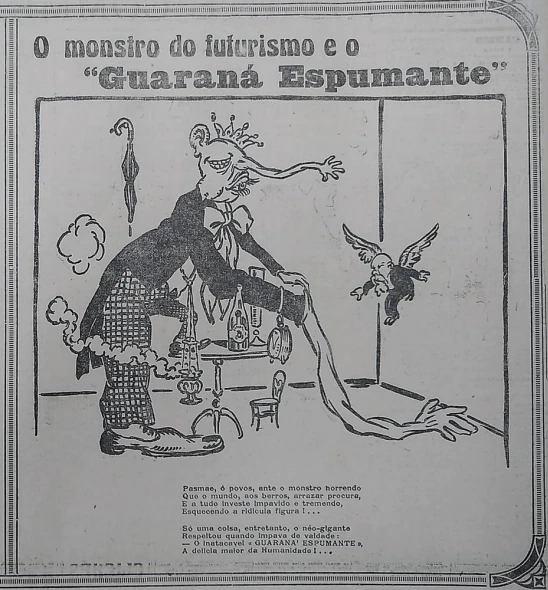 O monstro do futurismo e o
"Guaraná Espumante"
Pasmae, ó povos, ante o monstro horrendo
Que o mundo, aos berros, arrazar procura,
E a tudo investe impavido e tremendo,
Esquecendo a ridicula figura!...
Só uma coisa, entretanto, o néo-gigante
Respeitou quando impava de vaidade:
— O inatacavel «GUARANA' ESPUMANTE»,
A delicia maior da Humanidade!...